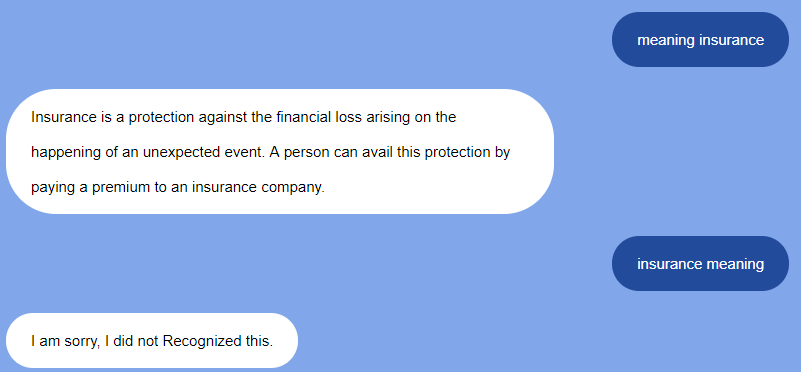 meaning insurance
Insurance is a protection against the financial loss arising on the
happening of an unexpected event. A person can avail this protection by
paying a premium to an insurance company.
insurance meaning
I am sorry, I did not Recognized this.